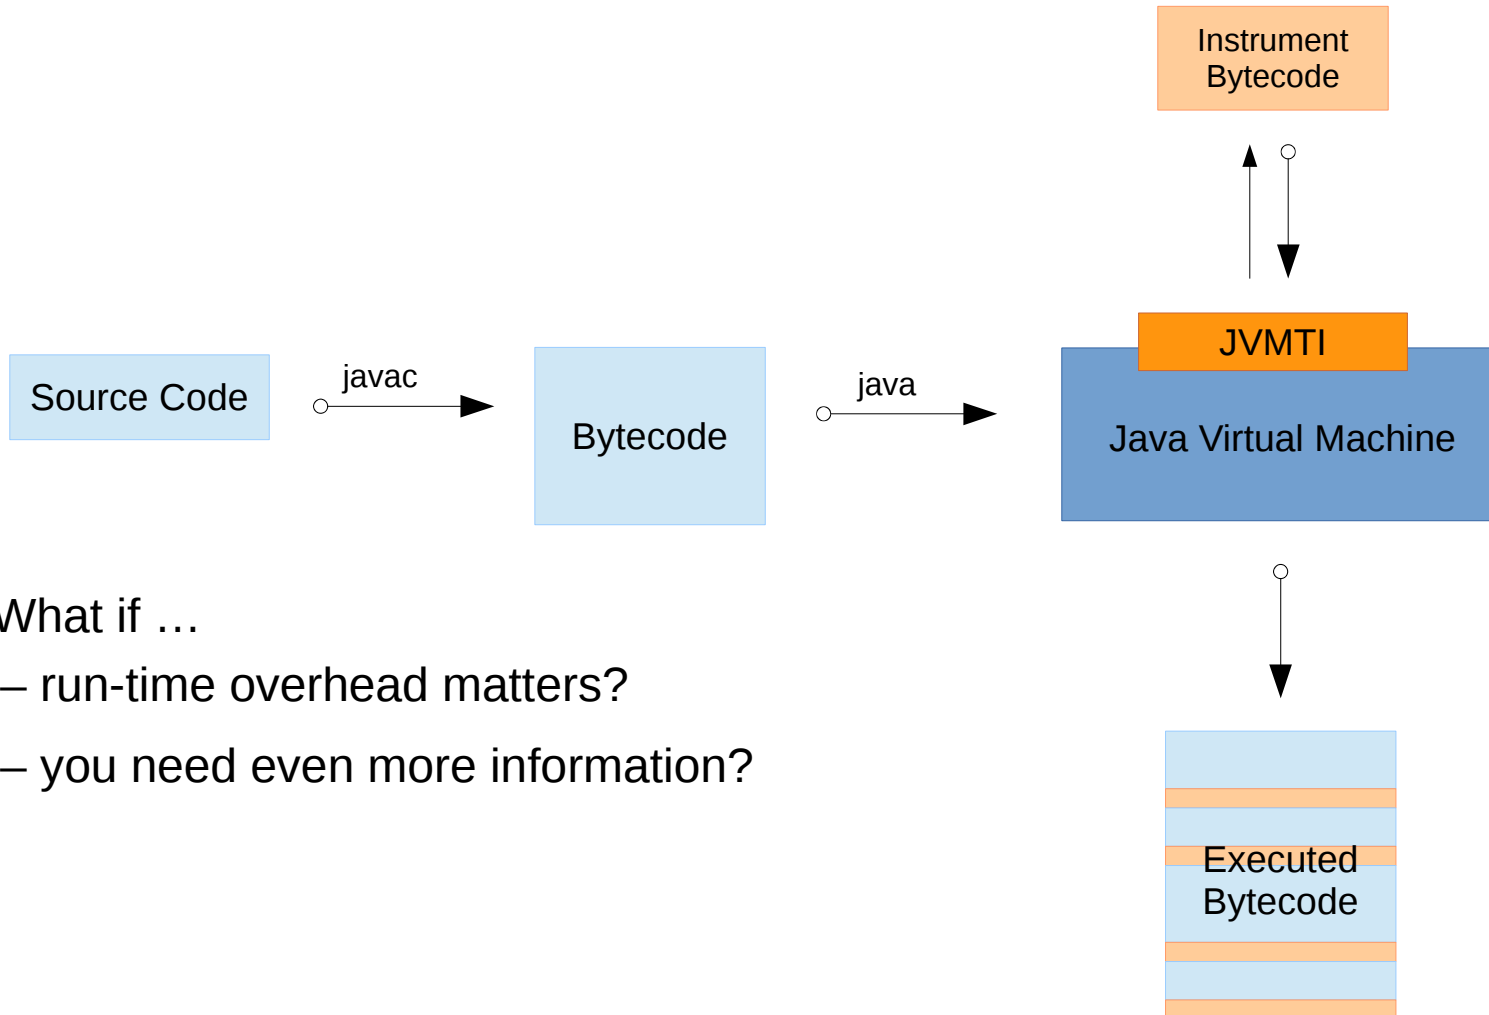 Instrument
Bytecode
JVMTI
Source Code
javac
Bytecode
java
Java Virtual Machine
What if …
– run-time overhead matters?
– you need even more information?
Executed
Bytecode